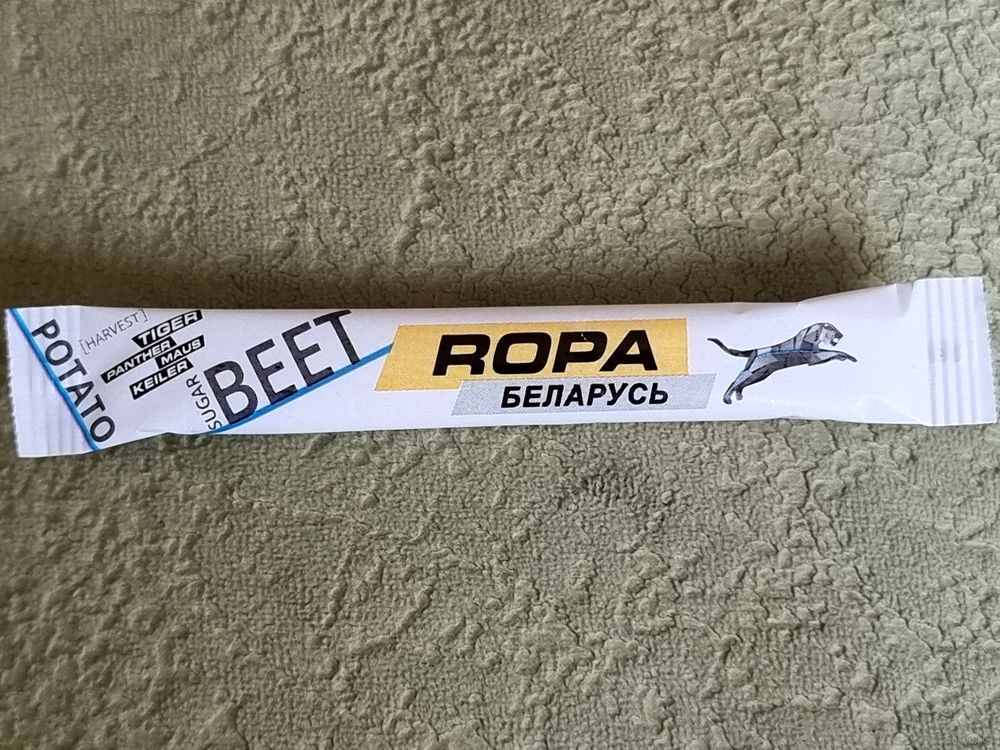 POTATO
[HARVEST]
TIGER
PANTHER MAUS
KEILER
SUGAR
BEET
ROPA
БЕЛАРУСЬ